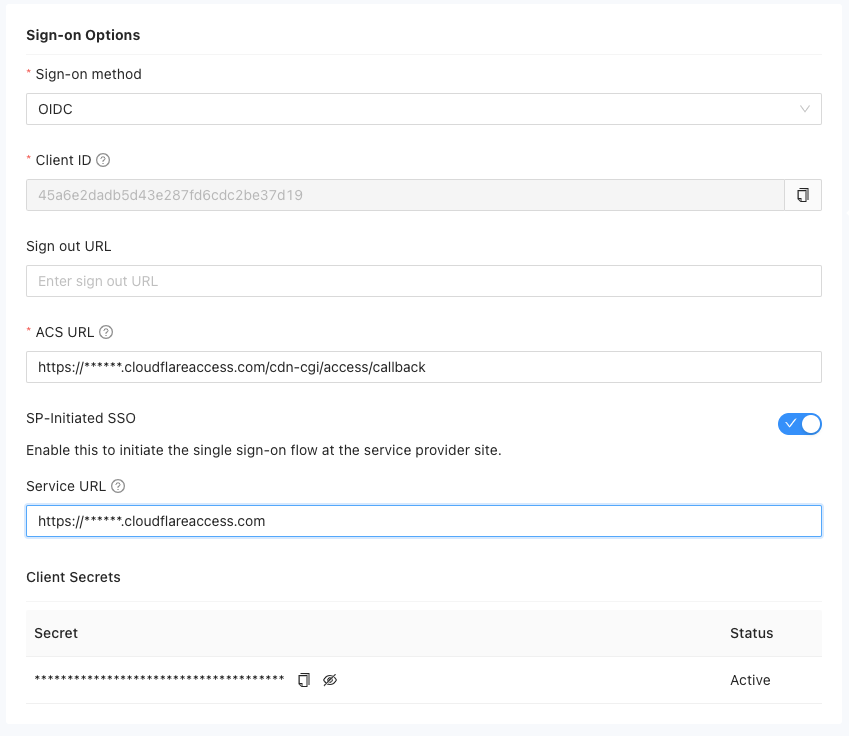 Sign-on Options
* Sign-on method
OIDC
* Client ID
45a6e2dadb5d43e287fd6cdc2be37d19
Sign out URL
Enter sign out URL
* ACS URL
https://******.cloudflareaccess.com/cdn-cgi/access/callback
SP-Initiated SSO
Enable this to initiate the single sign-on flow at the service provider site.
Service URL
https://******.cloudflareaccess.com
Client Secrets
Secret Status
************************************** Active